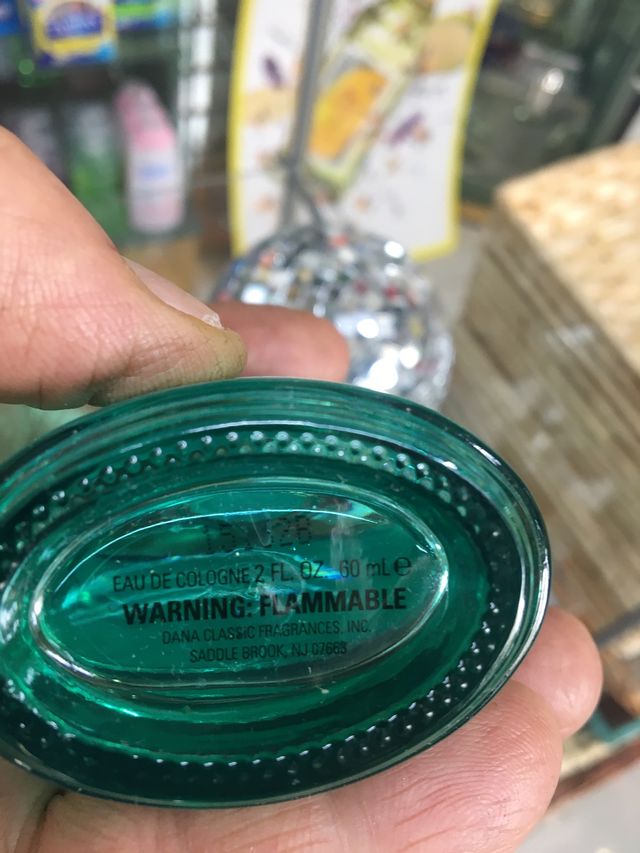 EAU DE COLOGNE 2 FL. OZ. 60 mL ℮
WARNING: FLAMMABLE
DANA CLASSIC FRAGRANCES, INC.
SADDLE BROOK, NJ 07663